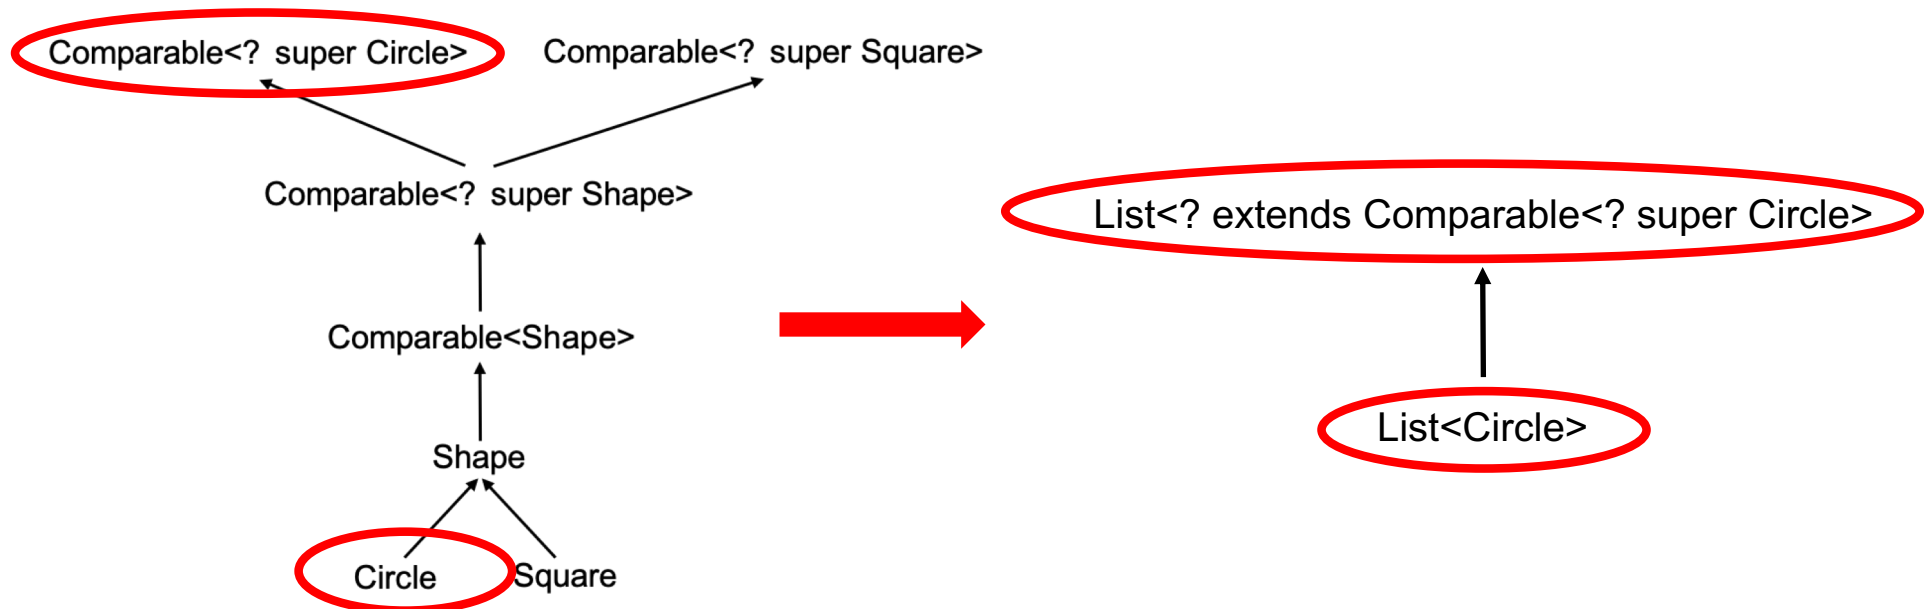 Comparable<? super Circle>
Comparable<? super Square>
Comparable<? super Shape>
Comparable<Shape>
Shape
Circle
Square
List<? extends Comparable<? super Circle>
List<Circle>